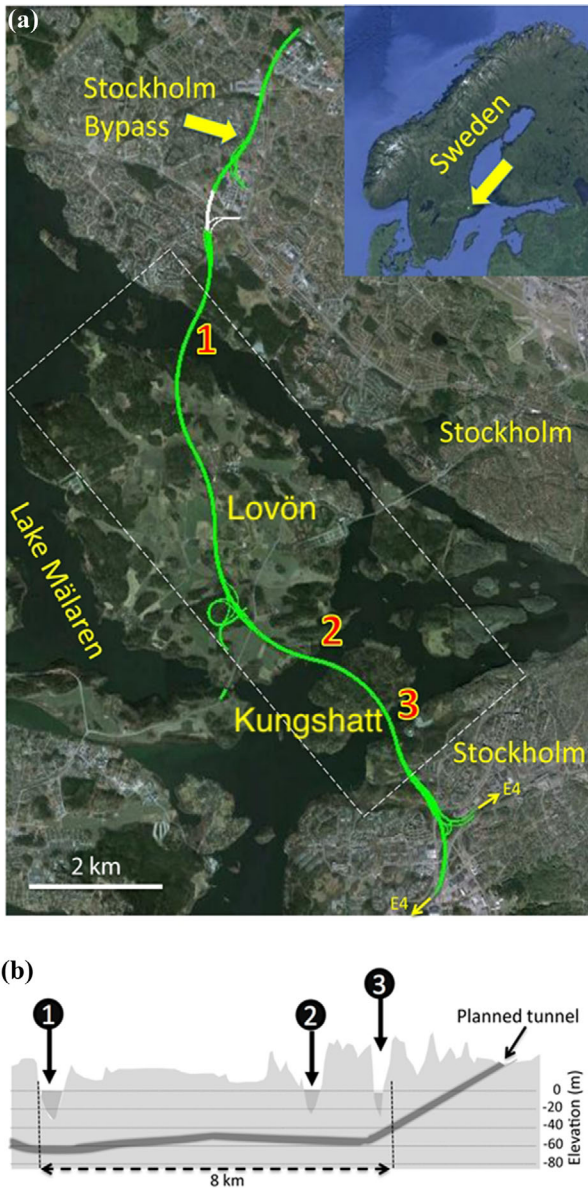 (a)
Stockholm
Bypass
Sweden
1
Stockholm
Lovön
Lake Mälaren
2
Kungshatt
3
Stockholm
E4
2 km
E4
(b)
1
2
3
Planned tunnel
0
-20
-40
-60
-80
Elevation (m)
8 km